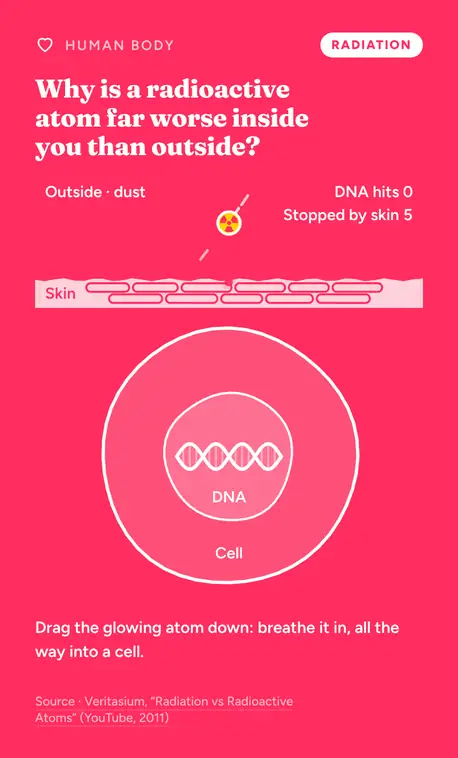 HUMAN BODY
RADIATION
Why is a radioactive
atom far worse inside
you than outside?
Outside · dust
DNA hits 0
Stopped by skin 5
Skin
DNA
Cell
Drag the glowing atom down: breathe it in, all the
way into a cell.
Source · Veritasium, “Radiation vs Radioactive
Atoms” (YouTube, 2011)